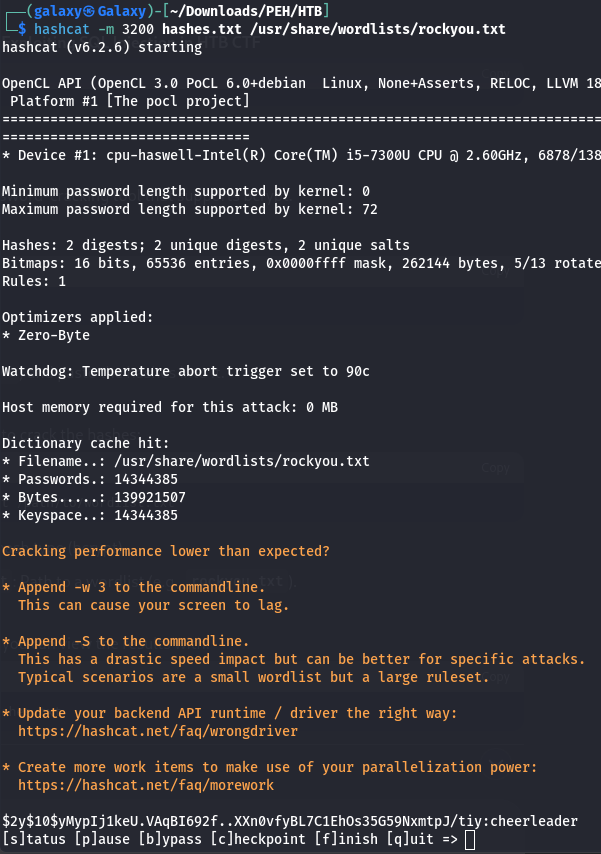 ┌──(galaxy㉿Galaxy)-[~/Downloads/PEH/HTB]
└─$ hashcat -m 3200 hashes.txt /usr/share/wordlists/rockyou.txt
hashcat (v6.2.6) starting
OpenCL API (OpenCL 3.0 PoCL 6.0+debian  Linux, None+Asserts, RELOC, LLVM 18
Platform #1 [The pocl project]
===========================================================================
===============================
* Device #1: cpu-haswell-Intel(R) Core(TM) i5-7300U CPU @ 2.60GHz, 6878/138
Minimum password length supported by kernel: 0
Maximum password length supported by kernel: 72
Hashes: 2 digests; 2 unique digests, 2 unique salts
Bitmaps: 16 bits, 65536 entries, 0x0000ffff mask, 262144 bytes, 5/13 rotate
Rules: 1
Optimizers applied:
* Zero-Byte
Watchdog: Temperature abort trigger set to 90c
Host memory required for this attack: 0 MB
Dictionary cache hit:
* Filename..: /usr/share/wordlists/rockyou.txt
* Passwords.: 14344385
* Bytes.....: 139921507
* Keyspace..: 14344385
Cracking performance lower than expected?
* Append -w 3 to the commandline.
This can cause your screen to lag.
* Append -S to the commandline.
This has a drastic speed impact but can be better for specific attacks.
Typical scenarios are a small wordlist but a large ruleset.
* Update your backend API runtime / driver the right way:
https://hashcat.net/faq/wrongdriver
* Create more work items to make use of your parallelization power:
https://hashcat.net/faq/morework
$2y$10$yMypIj1keU.VAqBI692f..XXn0vfyBL7C1EhOs35G59NxmtpJ/tiy:cheerleader
[s]tatus [p]ause [b]ypass [c]heckpoint [f]inish [q]uit =>